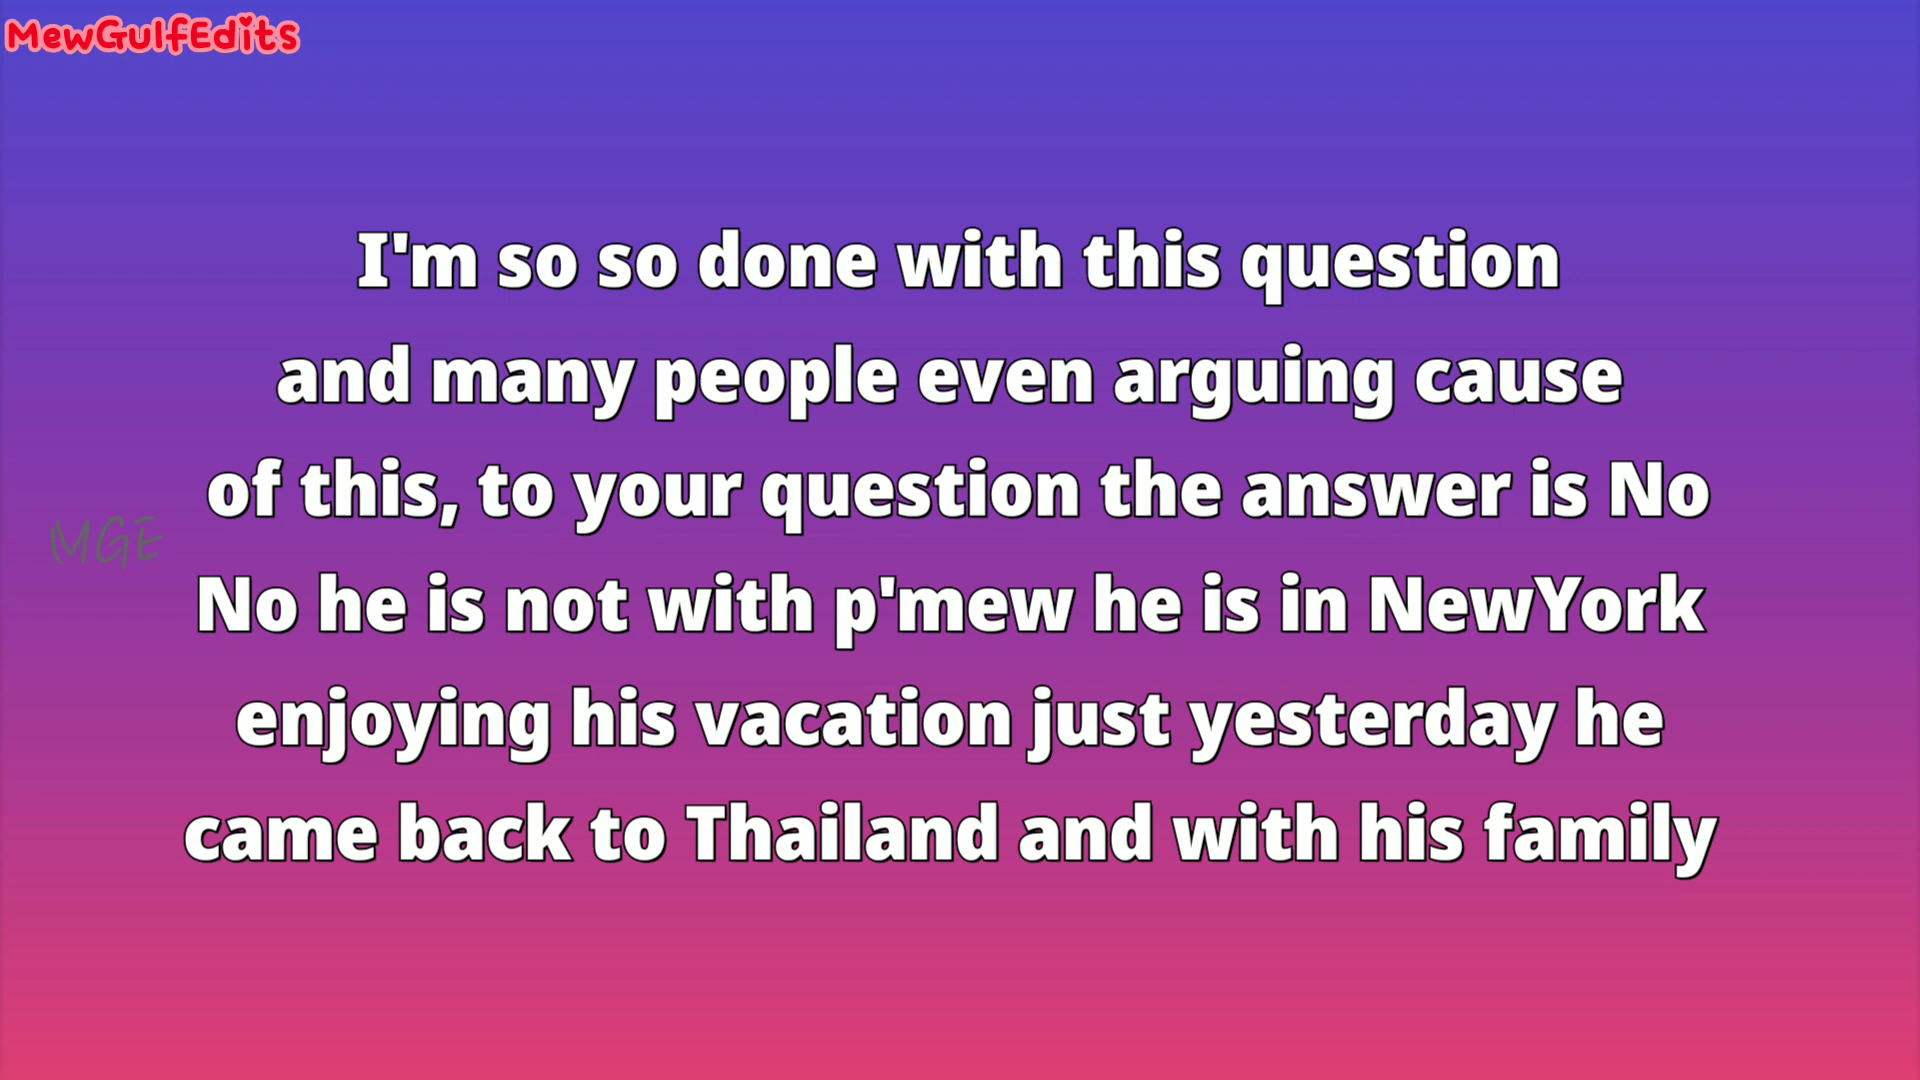 MewGulfEdits
I'm so so done with this question
and many people even arguing cause
of this, to your question the answer is No
MGE
No he is not with p'mew he is in NewYork
enjoying his vacation just yesterday he
came back to Thailand and with his family